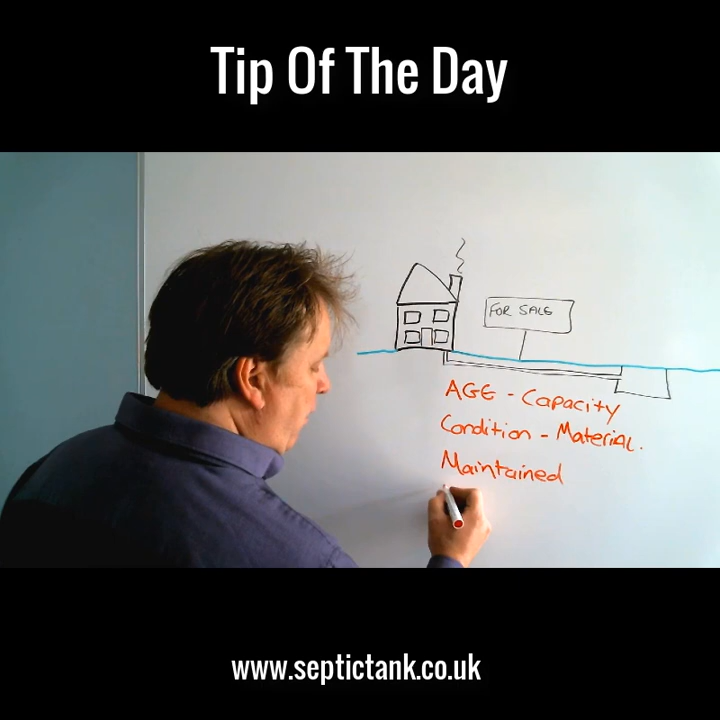 Tip Of The Day
FOR SALE
AGE - Capacity
Condition - Material.
Maintained
www.septictank.co.uk